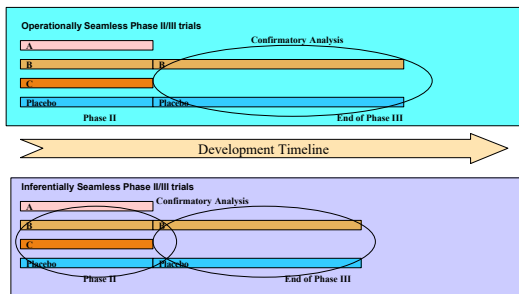 Operationally Seamless Phase II/III trials
Confirmatory Analysis
A
B B
C
Placebo Placebo
Phase II End of Phase III
Development Timeline
Inferentially Seamless Phase II/III trials
A Confirmatory Analysis
B B
C
Placebo Placebo
Phase II End of Phase III